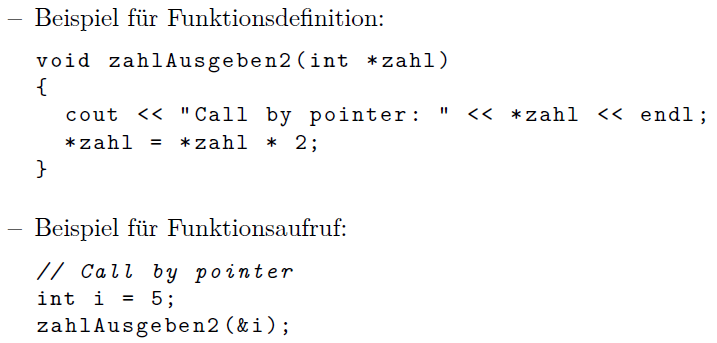 – Beispiel für Funktionsdefinition:
void zahlAusgeben2(int *zahl)
{
  cout << "Call by pointer: " << *zahl << endl;
  *zahl = *zahl * 2;
}
– Beispiel für Funktionsaufruf:
// Call by pointer
int i = 5;
zahlAusgeben2(&i);